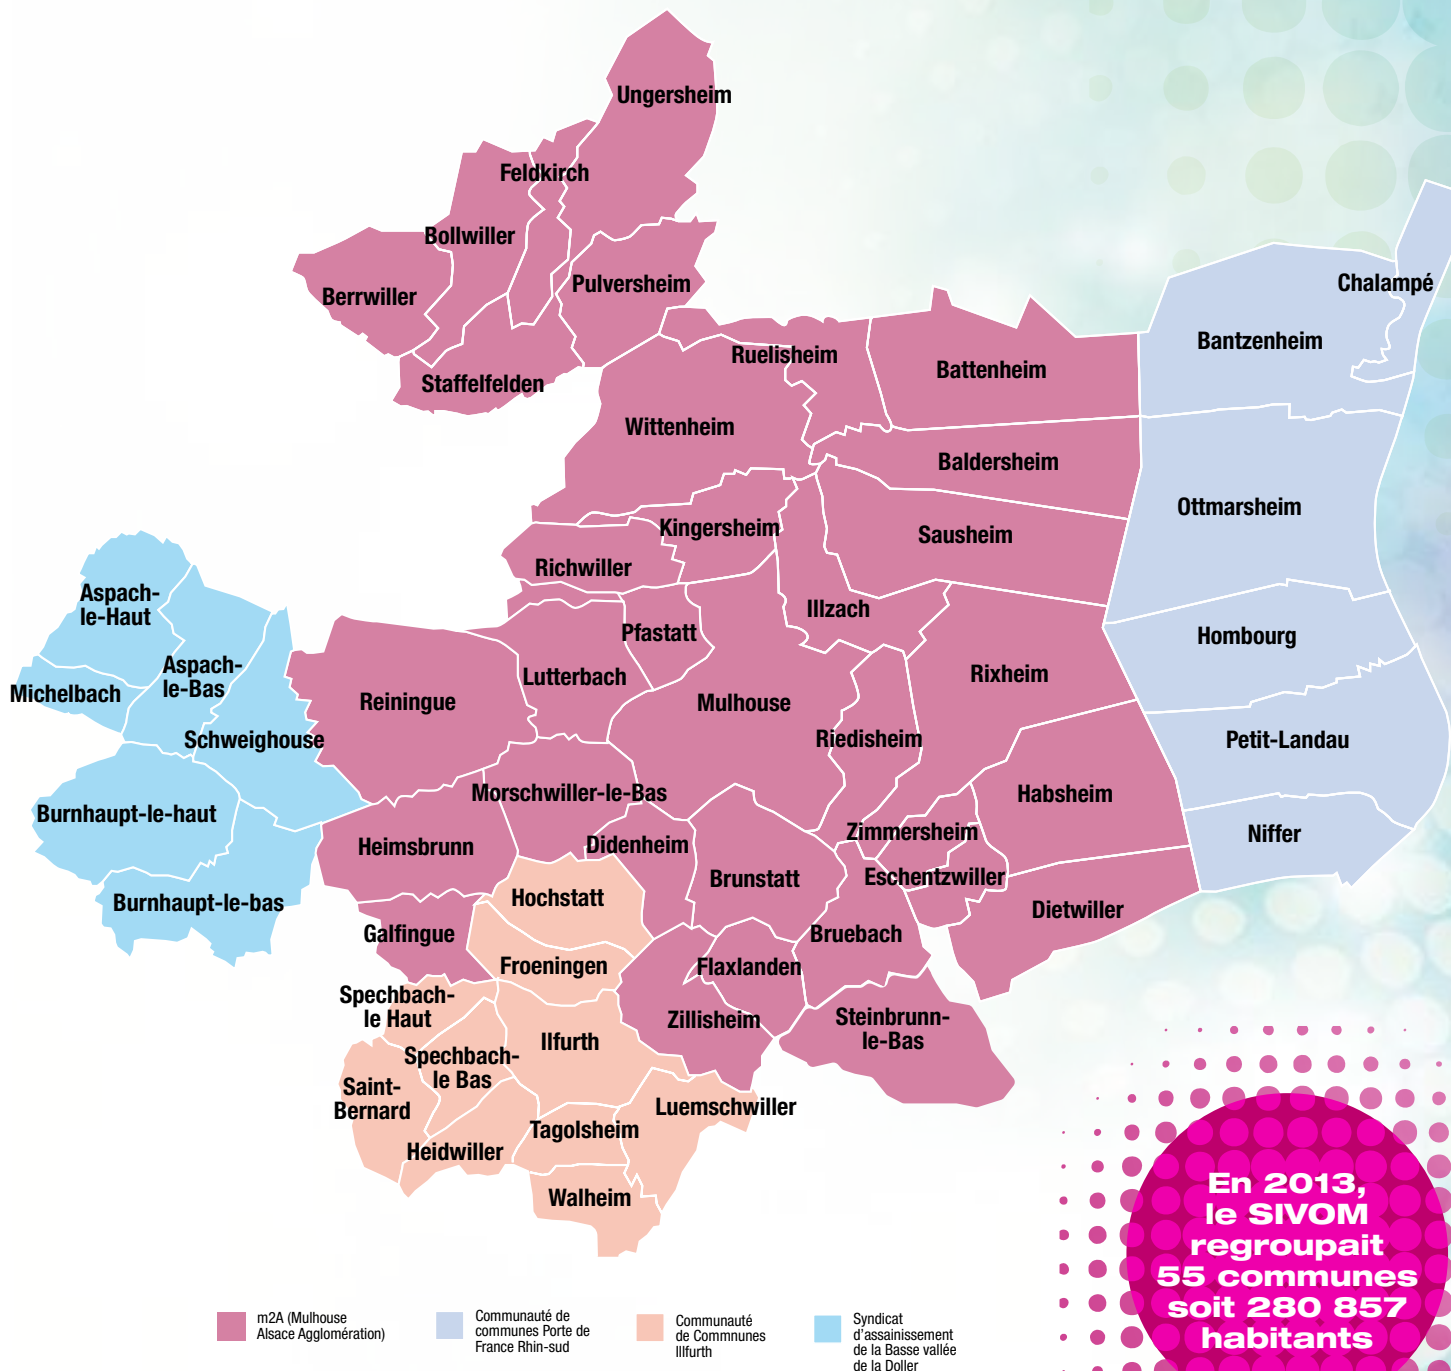 Ungersheim
Feldkirch
Bollwiller
Berrwiller
Pulversheim
Staffelfelden
Ruelisheim
Battenheim
Wittenheim
Baldersheim
Kingersheim
Sausheim
Richwiller
Illzach
Pfastatt
Lutterbach
Reiningue
Mulhouse
Rixheim
Riedisheim
Morschwiller-le-Bas
Habsheim
Heimsbrunn
Didenheim
Zimmersheim
Brunstatt
Eschentzwiller
Dietwiller
Galfingue
Bruebach
Flaxlanden
Zillisheim
Steinbrunn-
le-Bas
Chalampé
Bantzenheim
Ottmarsheim
Hombourg
Petit-Landau
Niffer
Aspach-
le-Haut
Aspach-
le-Bas
Michelbach
Schweighouse
Burnhaupt-le-haut
Burnhaupt-le-bas
Hochstatt
Froeningen
Spechbach-
le Haut
Ilfurth
Spechbach-
le Bas
Saint-
Bernard
Luemschwiller
Tagolsheim
Heidwiller
Walheim
En 2013,
le SIVOM
regroupait
55 communes
soit 280 857
habitants
m2A (Mulhouse
Alsace Agglomération)
Communauté de
communes Porte de
France Rhin-sud
Communauté
de Commnunes
Illfurth
Syndicat
d'assainissement
de la Basse vallée
de la Doller